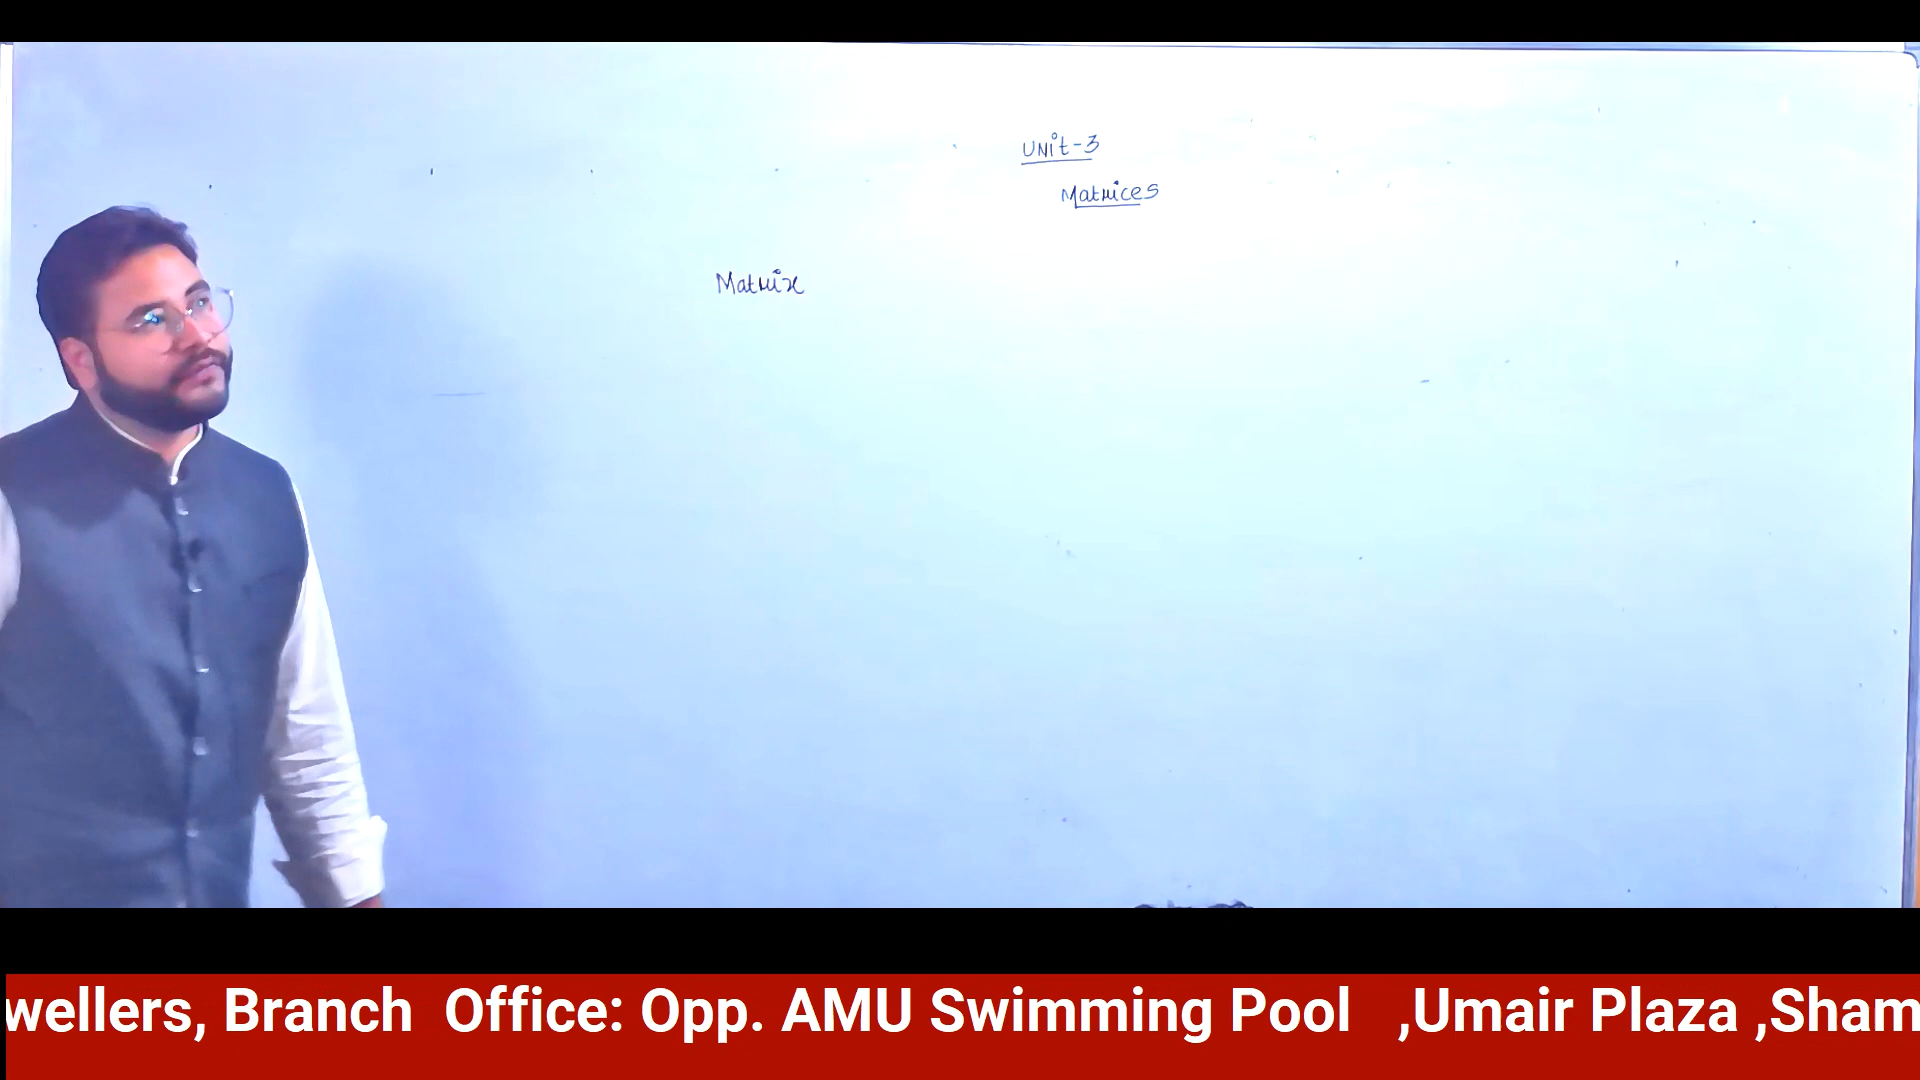 UNit-3
Matrices
Matrix
wellers, Branch Office: Opp. AMU Swimming Pool ,Umair Plaza ,Sham